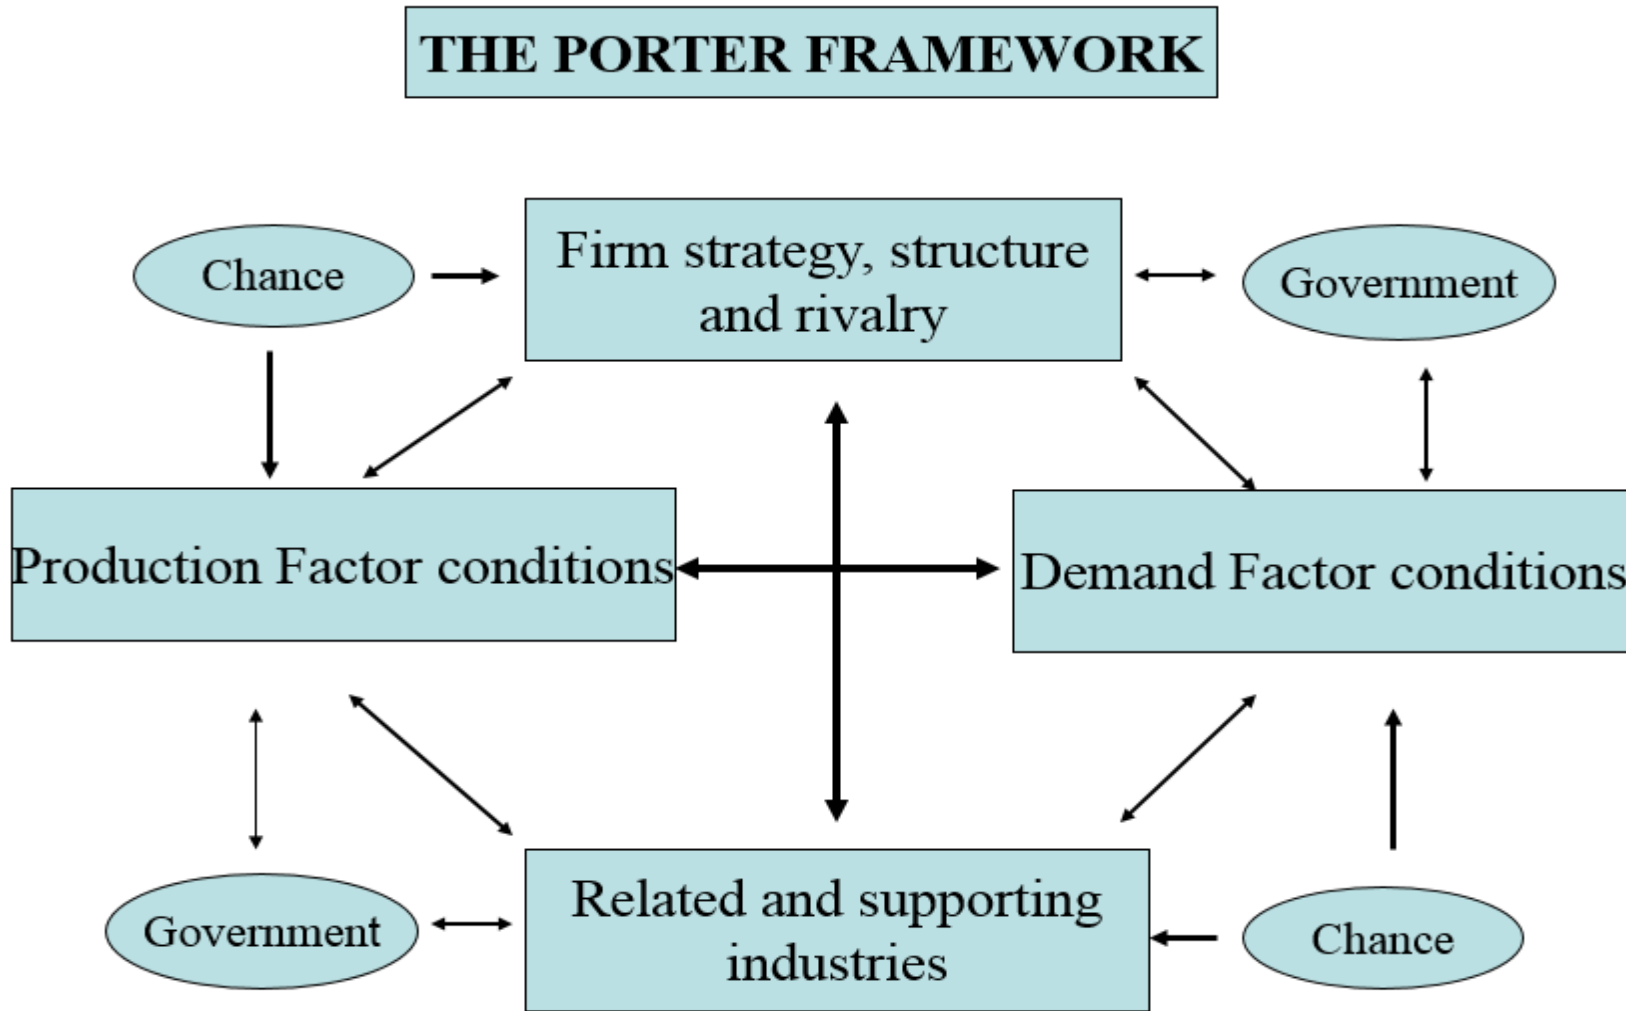 THE PORTER FRAMEWORK
Chance
Firm strategy, structure
and rivalry
Government
Production Factor conditions
Demand Factor conditions
Government
Related and supporting
industries
Chance